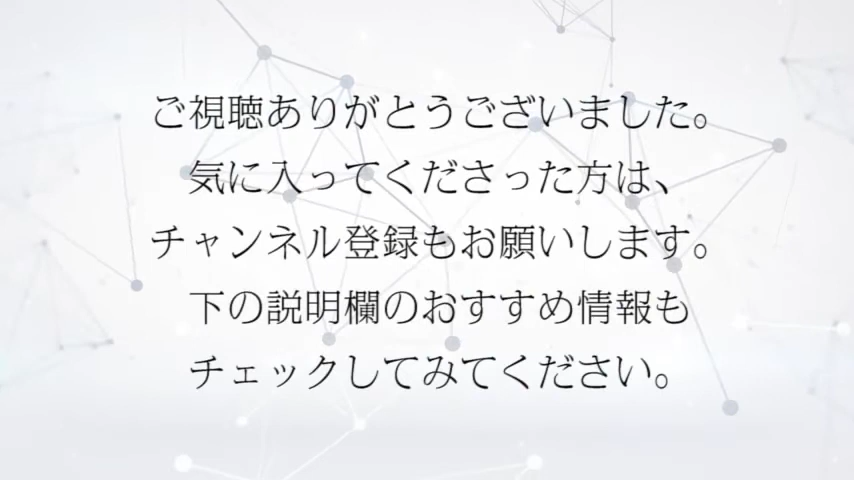 ご視聴ありがとうございました。
気に入ってくださった方は、
チャンネル登録もお願いします。
下の説明欄のおすすめ情報も
チェックしてみてください。